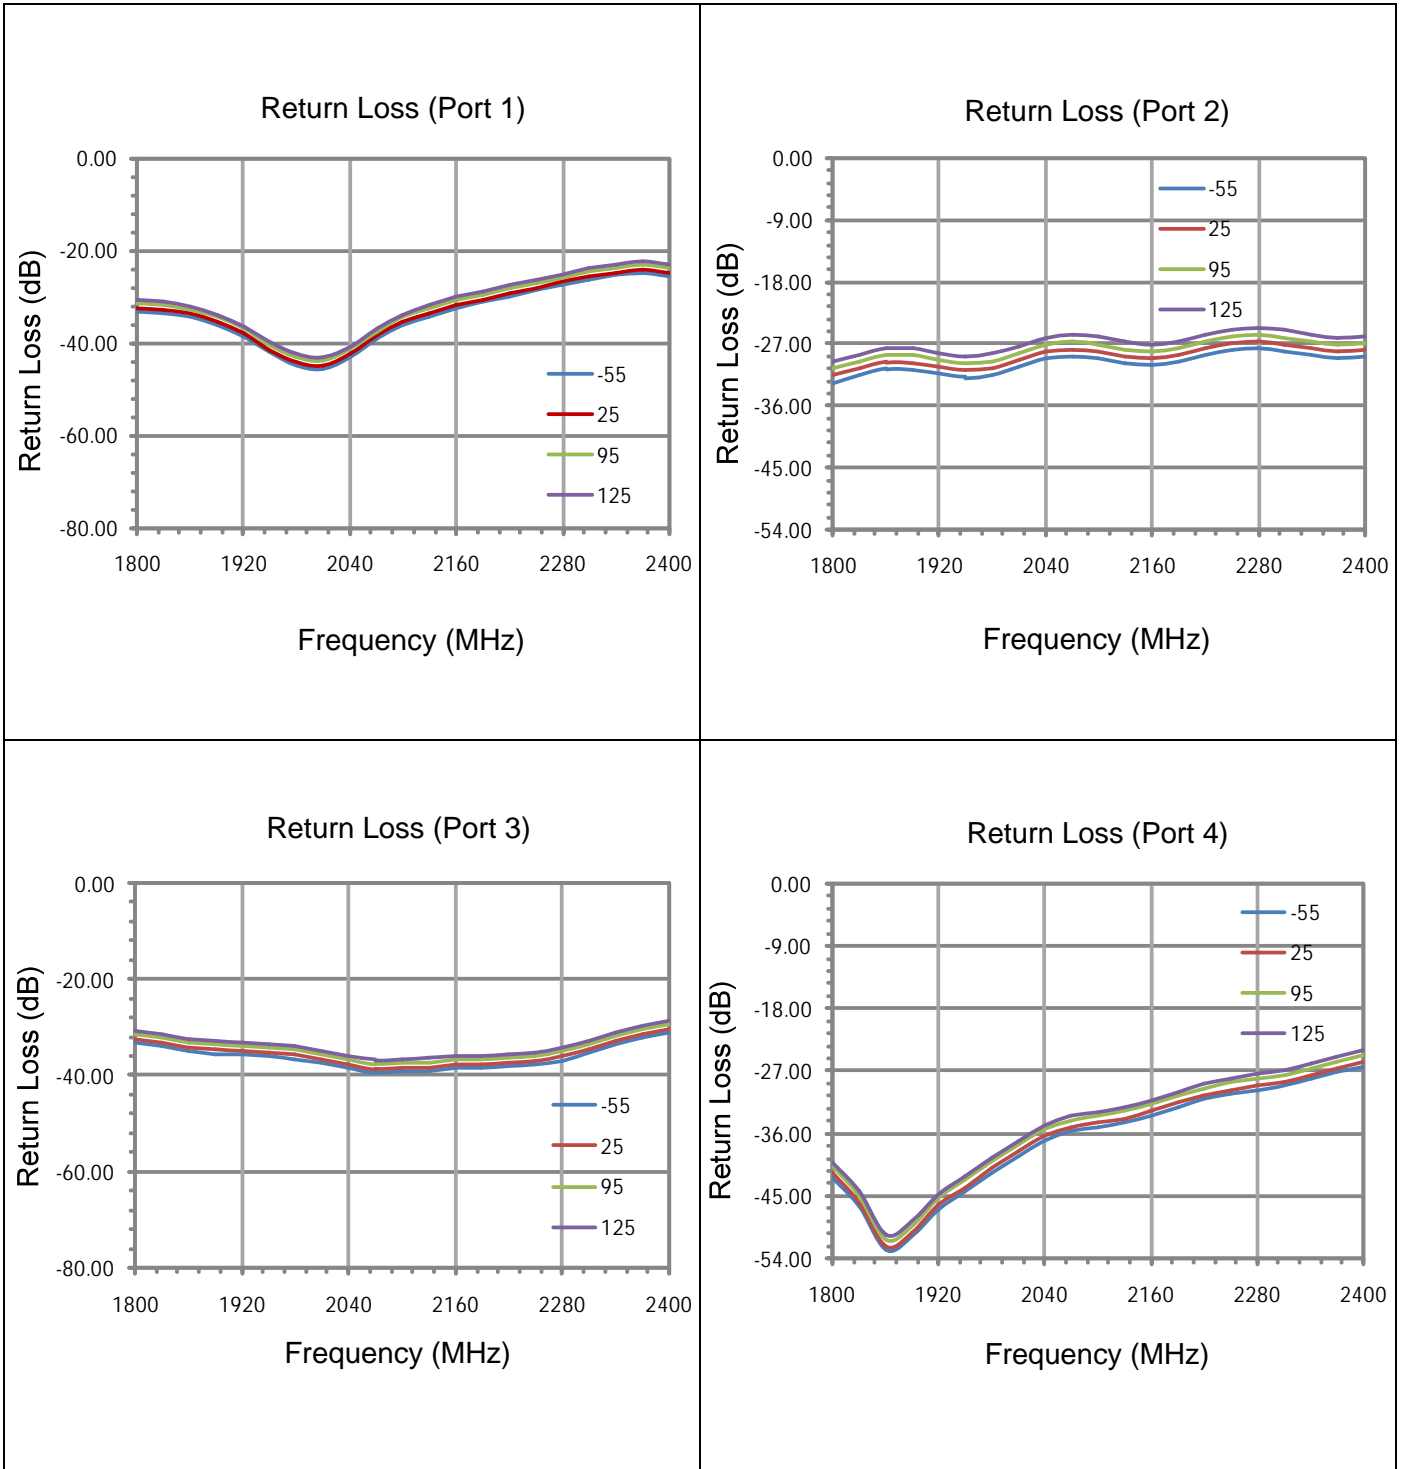 Return Loss (Port 1)
0.00
-20.00
-40.00
-60.00
-80.00
Return Loss (dB)
-55
25
95
125
1800 1920 2040 2160 2280 2400
Frequency (MHz)
Return Loss (Port 2)
0.00
-9.00
-18.00
-27.00
-36.00
-45.00
-54.00
Return Loss (dB)
-55
25
95
125
1800 1920 2040 2160 2280 2400
Frequency (MHz)
Return Loss (Port 3)
0.00
-20.00
-40.00
-60.00
-80.00
Return Loss (dB)
-55
25
95
125
1800 1920 2040 2160 2280 2400
Frequency (MHz)
Return Loss (Port 4)
0.00
-9.00
-18.00
-27.00
-36.00
-45.00
-54.00
Return Loss (dB)
-55
25
95
125
1800 1920 2040 2160 2280 2400
Frequency (MHz)